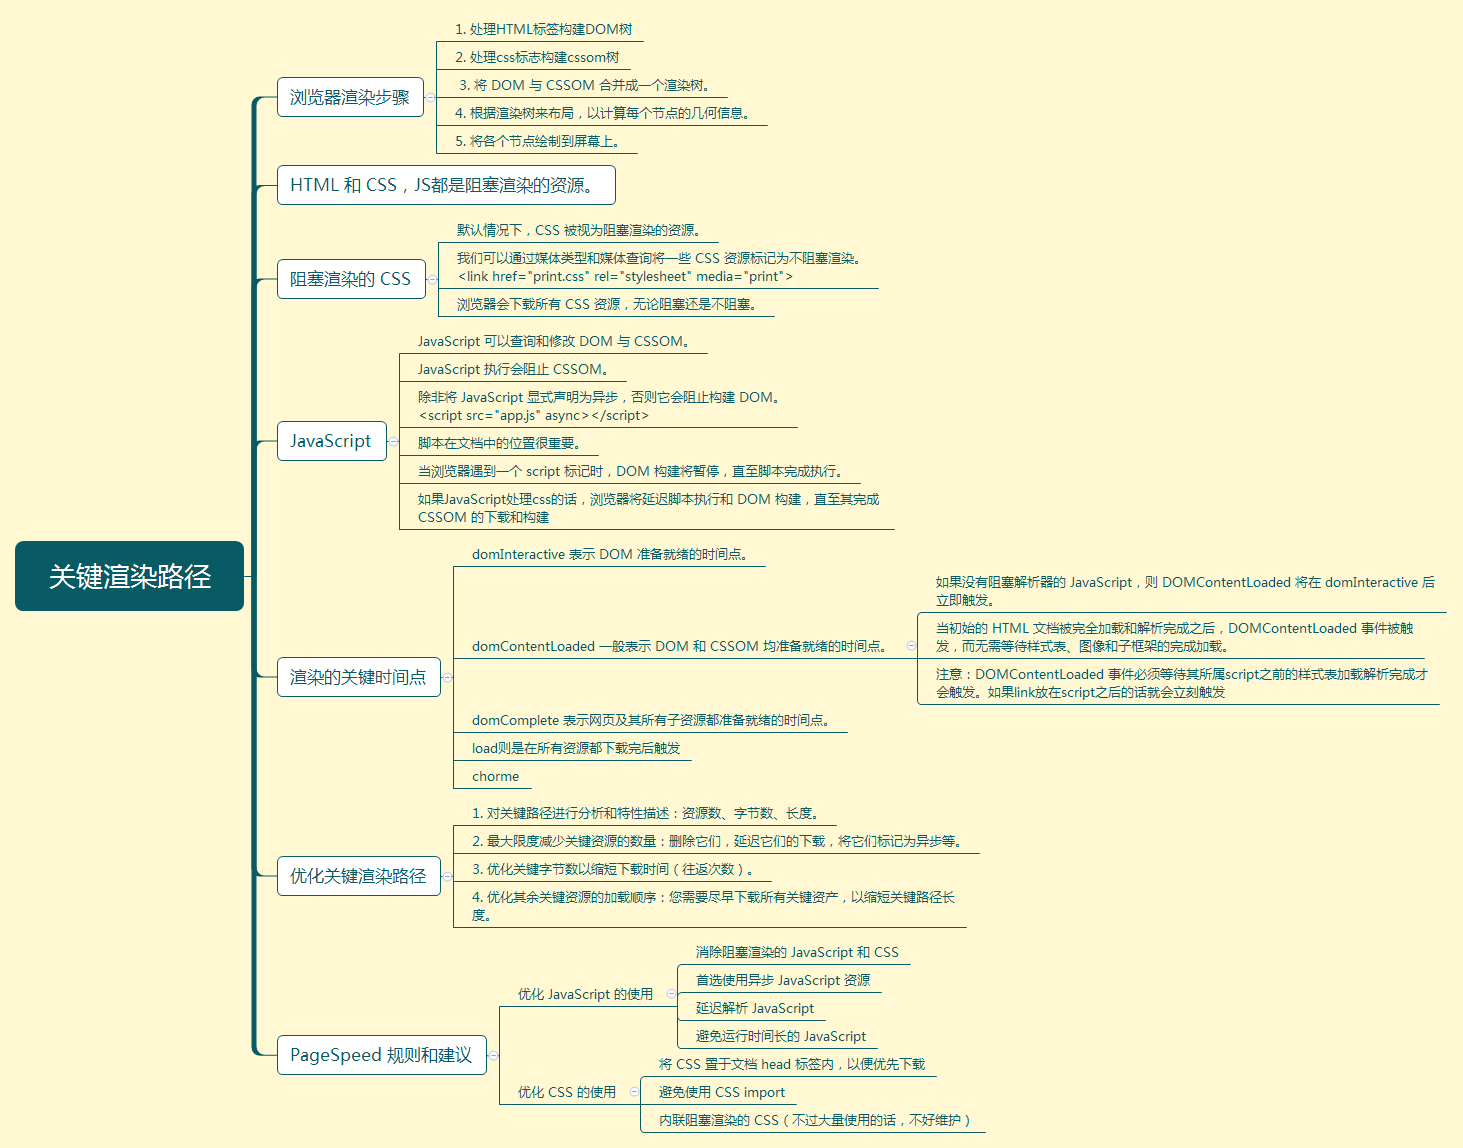 关键渲染路径
浏览器渲染步骤
1. 处理HTML标签构建DOM树
2. 处理css标志构建cssom树
3. 将 DOM 与 CSSOM 合并成一个渲染树。
4. 根据渲染树来布局，以计算每个节点的几何信息。
5. 将各个节点绘制到屏幕上。
HTML 和 CSS，JS都是阻塞渲染的资源。
阻塞渲染的 CSS
默认情况下，CSS 被视为阻塞渲染的资源。
我们可以通过媒体类型和媒体查询将一些 CSS 资源标记为不阻塞渲染。
<link href="print.css" rel="stylesheet" media="print">
浏览器会下载所有 CSS 资源，无论阻塞还是不阻塞。
JavaScript
JavaScript 可以查询和修改 DOM 与 CSSOM。
JavaScript 执行会阻止 CSSOM。
除非将 JavaScript 显式声明为异步，否则它会阻止构建 DOM。
<script src="app.js" async></script>
脚本在文档中的位置很重要。
当浏览器遇到一个 script 标记时，DOM 构建将暂停，直至脚本完成执行。
如果JavaScript处理css的话，浏览器将延迟脚本执行和 DOM 构建，直至其完成
CSSOM 的下载和构建
渲染的关键时间点
domInteractive 表示 DOM 准备就绪的时间点。
domContentLoaded 一般表示 DOM 和 CSSOM 均准备就绪的时间点。
如果没有阻塞解析器的 JavaScript，则 DOMContentLoaded 将在 domInteractive 后
立即触发。
当初始的 HTML 文档被完全加载和解析完成之后，DOMContentLoaded 事件被触
发，而无需等待样式表、图像和子框架的完成加载。
注意：DOMContentLoaded 事件必须等待其所属script之前的样式表加载解析完成才
会触发。如果link放在script之后的话就会立刻触发
domComplete 表示网页及其所有子资源都准备就绪的时间点。
load则是在所有资源都下载完后触发
chorme
优化关键渲染路径
1. 对关键路径进行分析和特性描述：资源数、字节数、长度。
2. 最大限度减少关键资源的数量：删除它们，延迟它们的下载，将它们标记为异步等。
3. 优化关键字节数以缩短下载时间（往返次数）。
4. 优化其余关键资源的加载顺序：您需要尽早下载所有关键资产，以缩短关键路径长
度。
PageSpeed 规则和建议
优化 JavaScript 的使用
消除阻塞渲染的 JavaScript 和 CSS
首选使用异步 JavaScript 资源
延迟解析 JavaScript
避免运行时间长的 JavaScript
优化 CSS 的使用
将 CSS 置于文档 head 标签内，以便优先下载
避免使用 CSS import
内联阻塞渲染的 CSS（不过大量使用的话，不好维护）